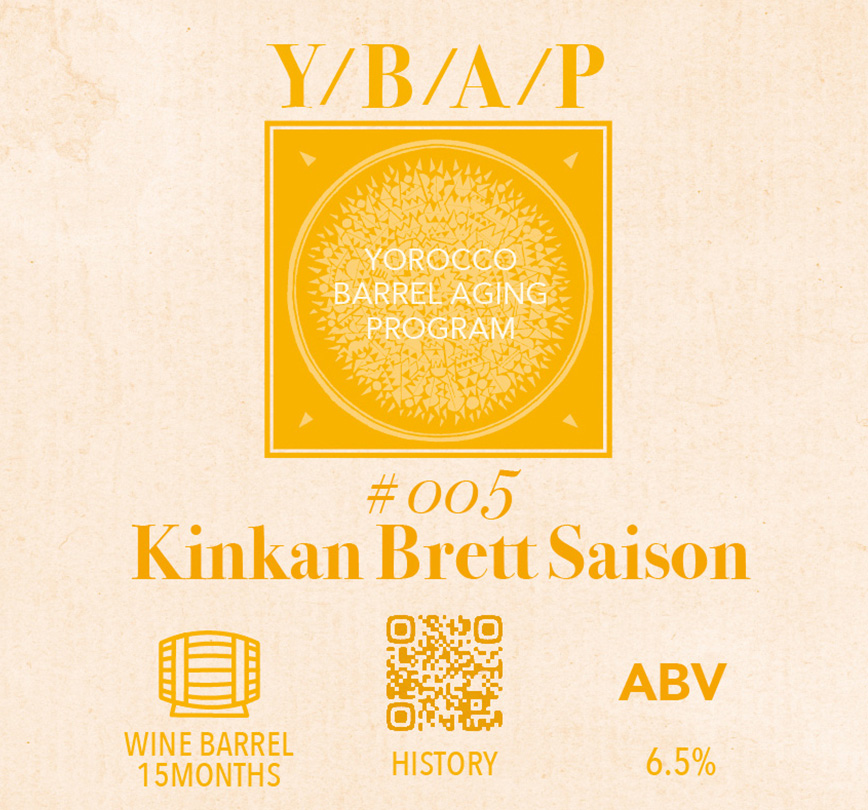 Y/B/A/P
YOROCCO
BARREL AGING
PROGRAM
#005
Kinkan Brett Saison
WINE BARREL
15MONTHS
HISTORY
ABV
6.5%